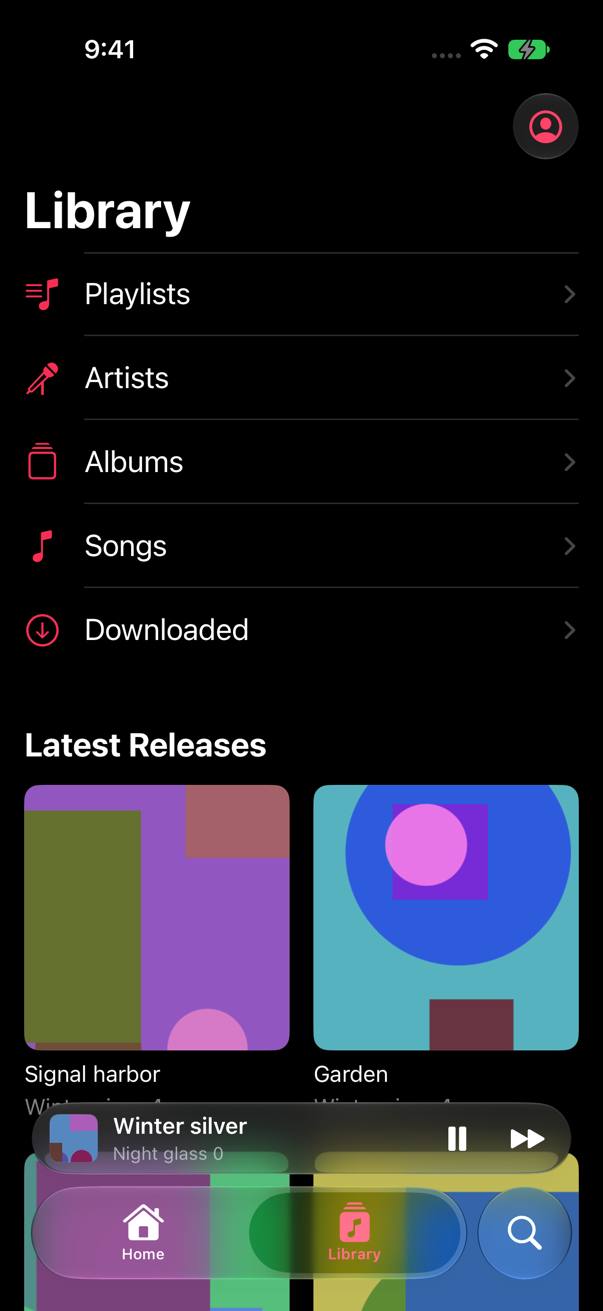 9:41
Library
Playlists
Artists
Albums
Songs
Downloaded
Latest Releases
Signal harbor
Garden
Winter silver
Night glass 0
Home
Library